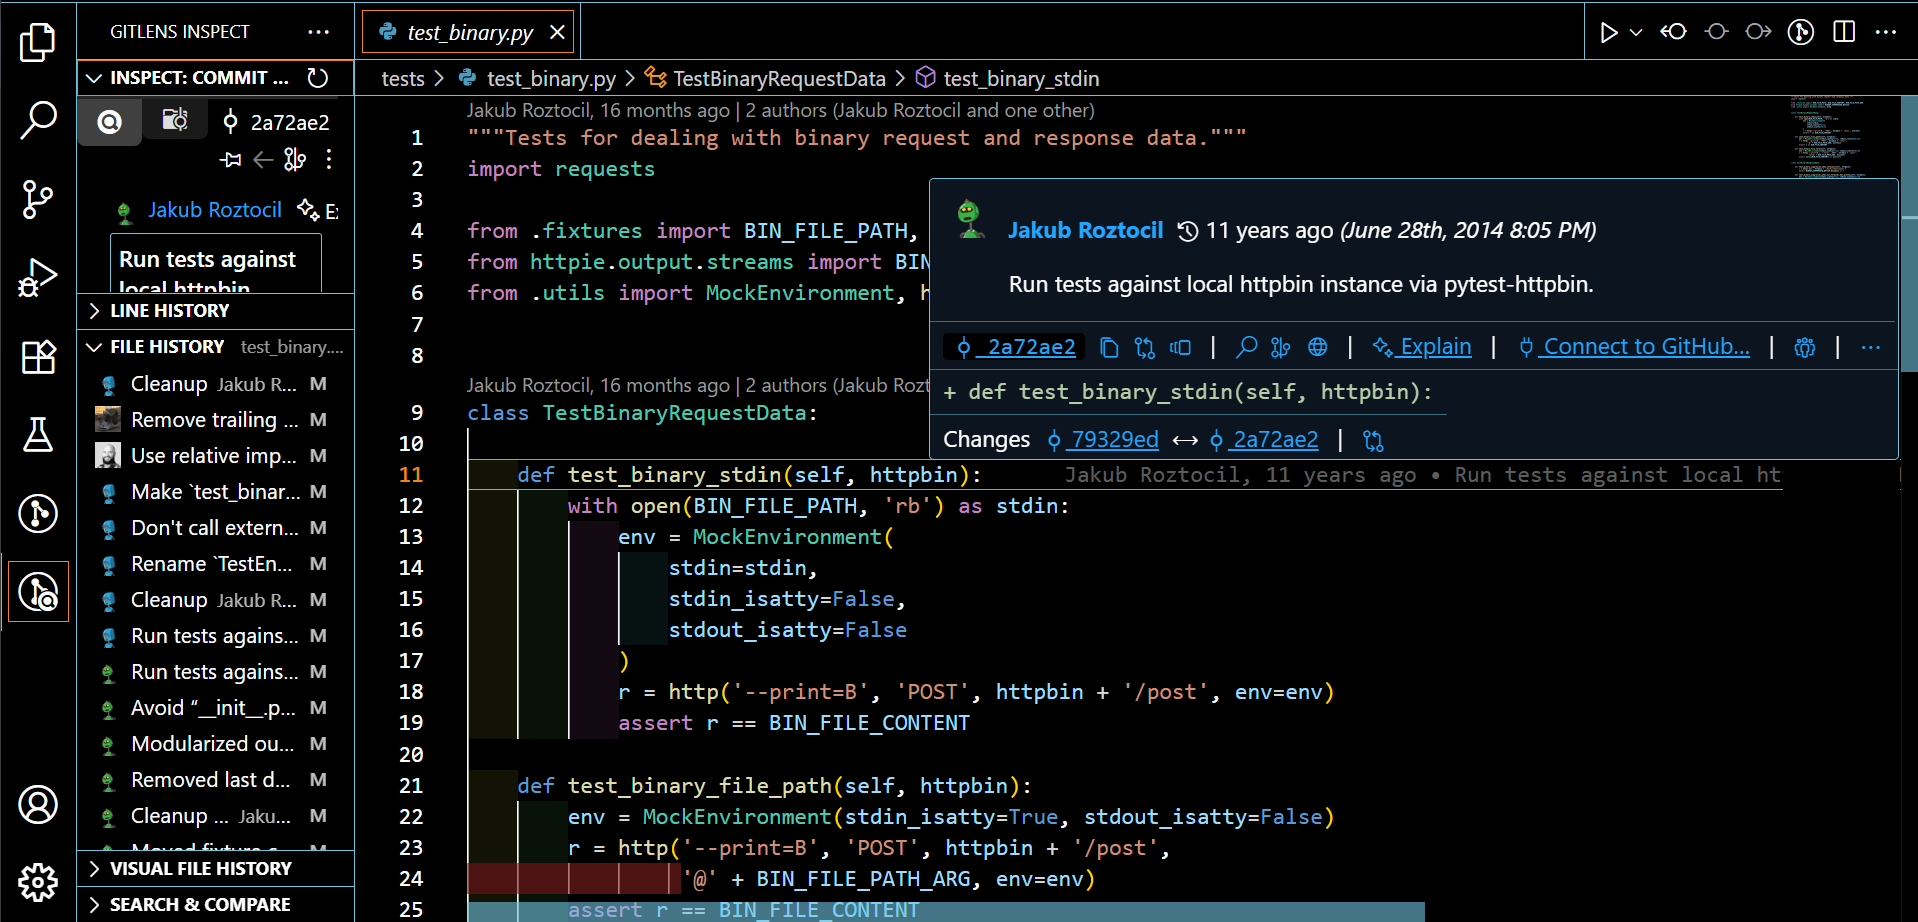 GITLENS INSPECT
INSPECT: COMMIT ...
2a72ae2
Jakub Roztocil
Run tests against
local httpbin
LINE HISTORY
FILE HISTORY test_binary....
Cleanup Jakub R... M
Remove trailing ... M
Use relative imp... M
Make `test_binar... M
Don't call extern... M
Rename `TestEn... M
Cleanup Jakub R... M
Run tests agains... M
Run tests agains... M
Avoid “__init__.p... M
Modularized ou... M
Removed last d... M
Cleanup ... Jaku... M
VISUAL FILE HISTORY
SEARCH & COMPARE
test_binary.py
tests > test_binary.py > TestBinaryRequestData > test_binary_stdin
Jakub Roztocil, 16 months ago | 2 authors (Jakub Roztocil and one other)
1 """Tests for dealing with binary request and response data."""
2 import requests
3
4 from .fixtures import BIN_FILE_PATH,
5 from httpie.output.streams import BIN
6 from .utils import MockEnvironment, h
7
8
Jakub Roztocil, 16 months ago | 2 authors (Jakub Rozt
9 class TestBinaryRequestData:
10
11 def test_binary_stdin(self, httpbin): Jakub Roztocil, 11 years ago • Run tests against local ht
12 with open(BIN_FILE_PATH, 'rb') as stdin:
13 env = MockEnvironment(
14 stdin=stdin,
15 stdin_isatty=False,
16 stdout_isatty=False
17 )
18 r = http('--print=B', 'POST', httpbin + '/post', env=env)
19 assert r == BIN_FILE_CONTENT
20
21 def test_binary_file_path(self, httpbin):
22 env = MockEnvironment(stdin_isatty=True, stdout_isatty=False)
23 r = http('--print=B', 'POST', httpbin + '/post',
24 '@' + BIN_FILE_PATH_ARG, env=env)
25 assert r == BIN_FILE_CONTENT
Jakub Roztocil 11 years ago (June 28th, 2014 8:05 PM)
Run tests against local httpbin instance via pytest-httpbin.
2a72ae2 | | Explain | Connect to GitHub... | | ...
+ def test_binary_stdin(self, httpbin):
Changes 79329ed ↔ 2a72ae2 |